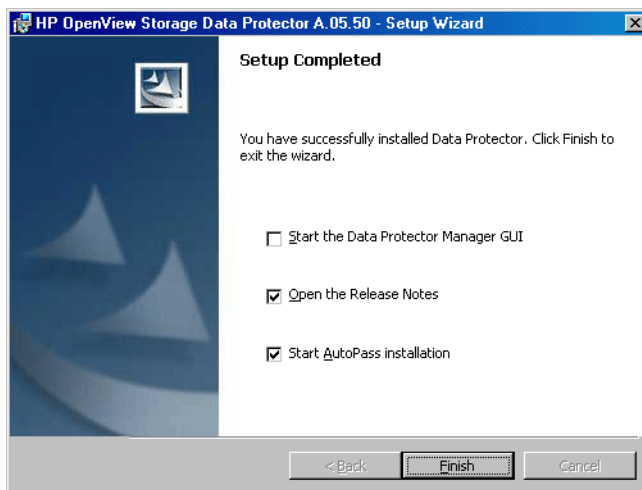 HP OpenView Storage Data Protector A.05.50 - Setup Wizard
Setup Completed
You have successfully installed Data Protector. Click Finish to
exit the wizard.
Start the Data Protector Manager GUI
Open the Release Notes
Start AutoPass installation
< Back
Finish
Cancel